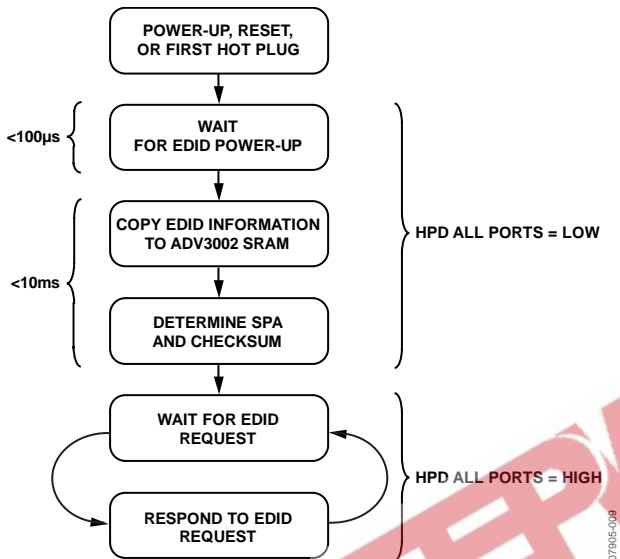 POWER-UP, RESET,
OR FIRST HOT PLUG
<100µs
WAIT
FOR EDID POWER-UP
COPY EDID INFORMATION
TO ADV3002 SRAM
HPD ALL PORTS = LOW
<10ms
DETERMINE SPA
AND CHECKSUM
WAIT FOR EDID
REQUEST
HPD ALL PORTS = HIGH
RESPOND TO EDID
REQUEST
07905-009